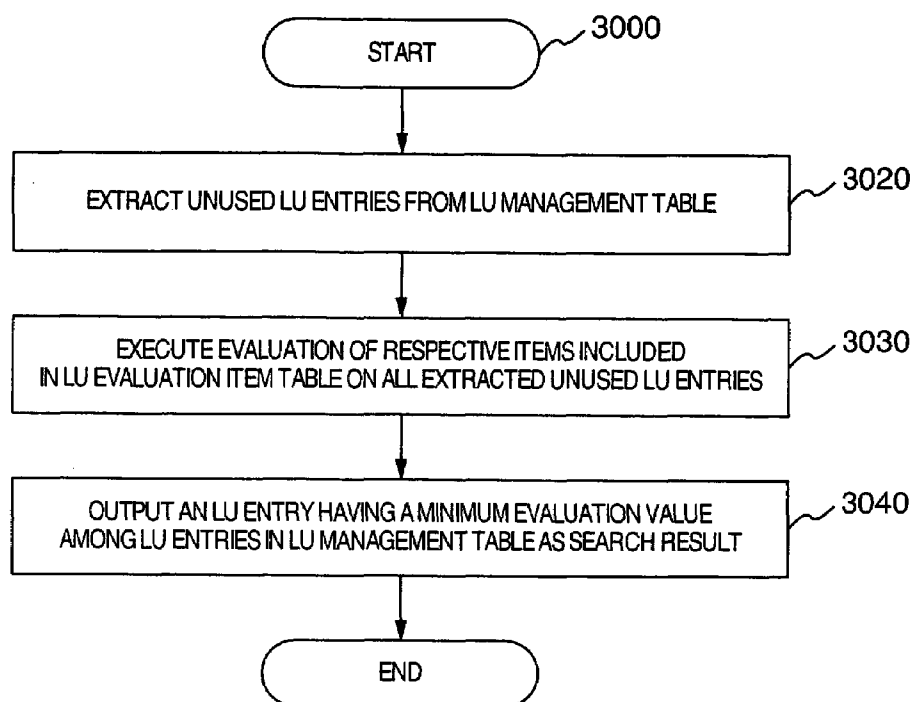 START
3000
EXTRACT UNUSED LU ENTRIES FROM LU MANAGEMENT TABLE
3020
EXECUTE EVALUATION OF RESPECTIVE ITEMS INCLUDED
IN LU EVALUATION ITEM TABLE ON ALL EXTRACTED UNUSED LU ENTRIES
3030
OUTPUT AN LU ENTRY HAVING A MINIMUM EVALUATION VALUE
AMONG LU ENTRIES IN LU MANAGEMENT TABLE AS SEARCH RESULT
3040
END